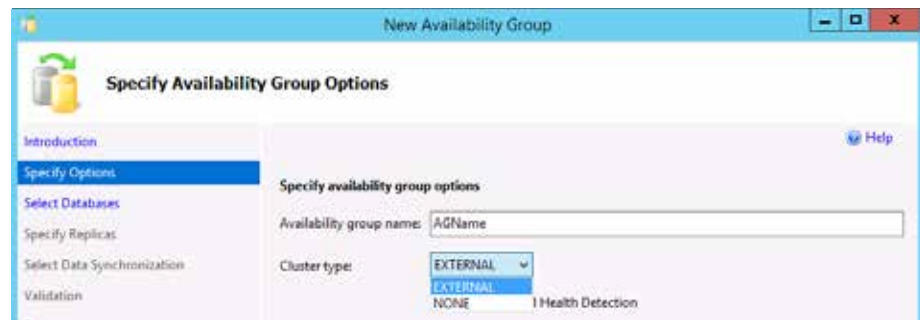 New Availability Group
Specify Availability Group Options
Introduction
Help
Specify Options
Specify availability group options
Select Databases
Availability group name: AGName
Specify Replicas
Select Data Synchronization
Cluster type: EXTERNAL
EXTERNAL
Validation
NONE
l Health Detection